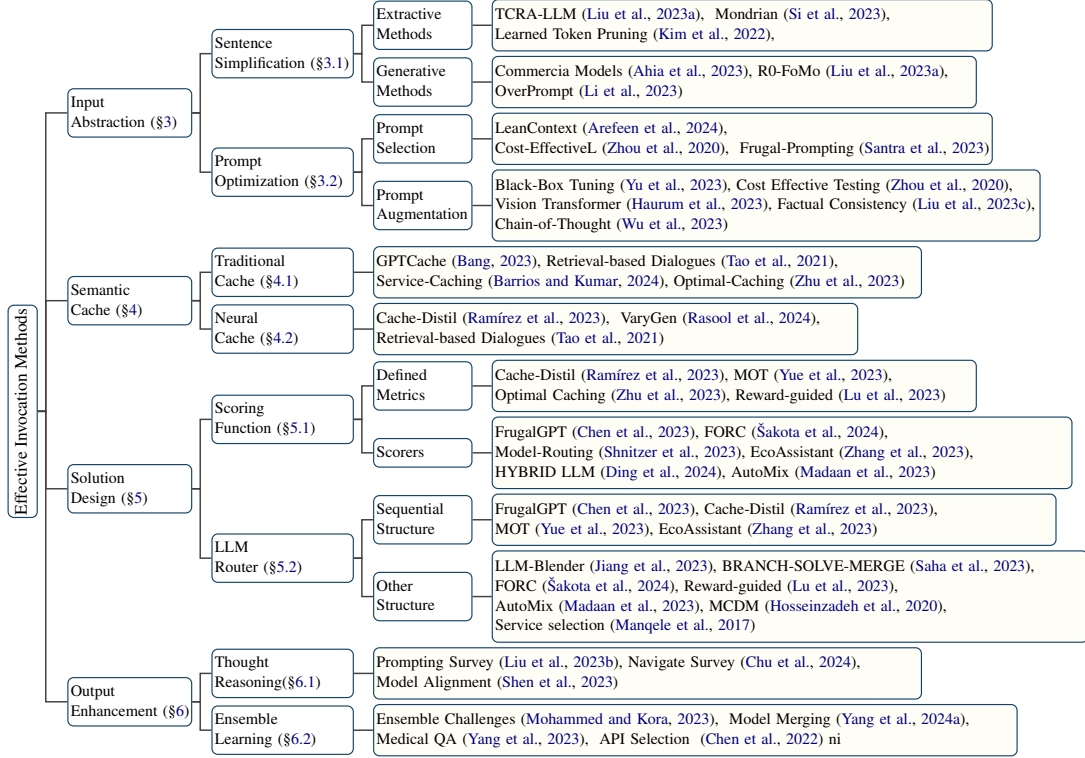 Effective Invocation Methods
Input
Abstraction (§3)
Sentence
Simplification (§3.1)
Extractive
Methods
TCRA-LLM (Liu et al., 2023a), Mondrian (Si et al., 2023),
Learned Token Pruning (Kim et al., 2022),
Generative
Methods
Commercia Models (Ahia et al., 2023), R0-FoMo (Liu et al., 2023a),
OverPrompt (Li et al., 2023)
Prompt
Optimization (§3.2)
Prompt
Selection
LeanContext (Arefeen et al., 2024),
Cost-EffectiveL (Zhou et al., 2020), Frugal-Prompting (Santra et al., 2023)
Prompt
Augmentation
Black-Box Tuning (Yu et al., 2023), Cost Effective Testing (Zhou et al., 2020),
Vision Transformer (Haurum et al., 2023), Factual Consistency (Liu et al., 2023c),
Chain-of-Thought (Wu et al., 2023)
Semantic
Cache (§4)
Traditional
Cache (§4.1)
GPTCache (Bang, 2023), Retrieval-based Dialogues (Tao et al., 2021),
Service-Caching (Barrios and Kumar, 2024), Optimal-Caching (Zhu et al., 2023)
Neural
Cache (§4.2)
Cache-Distil (Ramírez et al., 2023), VaryGen (Rasool et al., 2024),
Retrieval-based Dialogues (Tao et al., 2021)
Solution
Design (§5)
Scoring
Function (§5.1)
Defined
Metrics
Cache-Distil (Ramírez et al., 2023), MOT (Yue et al., 2023),
Optimal Caching (Zhu et al., 2023), Reward-guided (Lu et al., 2023)
Scorers
FrugalGPT (Chen et al., 2023), FORC (Šakota et al., 2024),
Model-Routing (Shnitzer et al., 2023), EcoAssistant (Zhang et al., 2023),
HYBRID LLM (Ding et al., 2024), AutoMix (Madaan et al., 2023)
LLM
Router (§5.2)
Sequential
Structure
FrugalGPT (Chen et al., 2023), Cache-Distil (Ramírez et al., 2023),
MOT (Yue et al., 2023), EcoAssistant (Zhang et al., 2023)
Other
Structure
LLM-Blender (Jiang et al., 2023), BRANCH-SOLVE-MERGE (Saha et al., 2023),
FORC (Šakota et al., 2024), Reward-guided (Lu et al., 2023),
AutoMix (Madaan et al., 2023), MCDM (Hosseinzadeh et al., 2020),
Service selection (Manqele et al., 2017)
Output
Enhancement (§6)
Thought
Reasoning(§6.1)
Prompting Survey (Liu et al., 2023b), Navigate Survey (Chu et al., 2024),
Model Alignment (Shen et al., 2023)
Ensemble
Learning (§6.2)
Ensemble Challenges (Mohammed and Kora, 2023), Model Merging (Yang et al., 2024a),
Medical QA (Yang et al., 2023), API Selection (Chen et al., 2022) ni